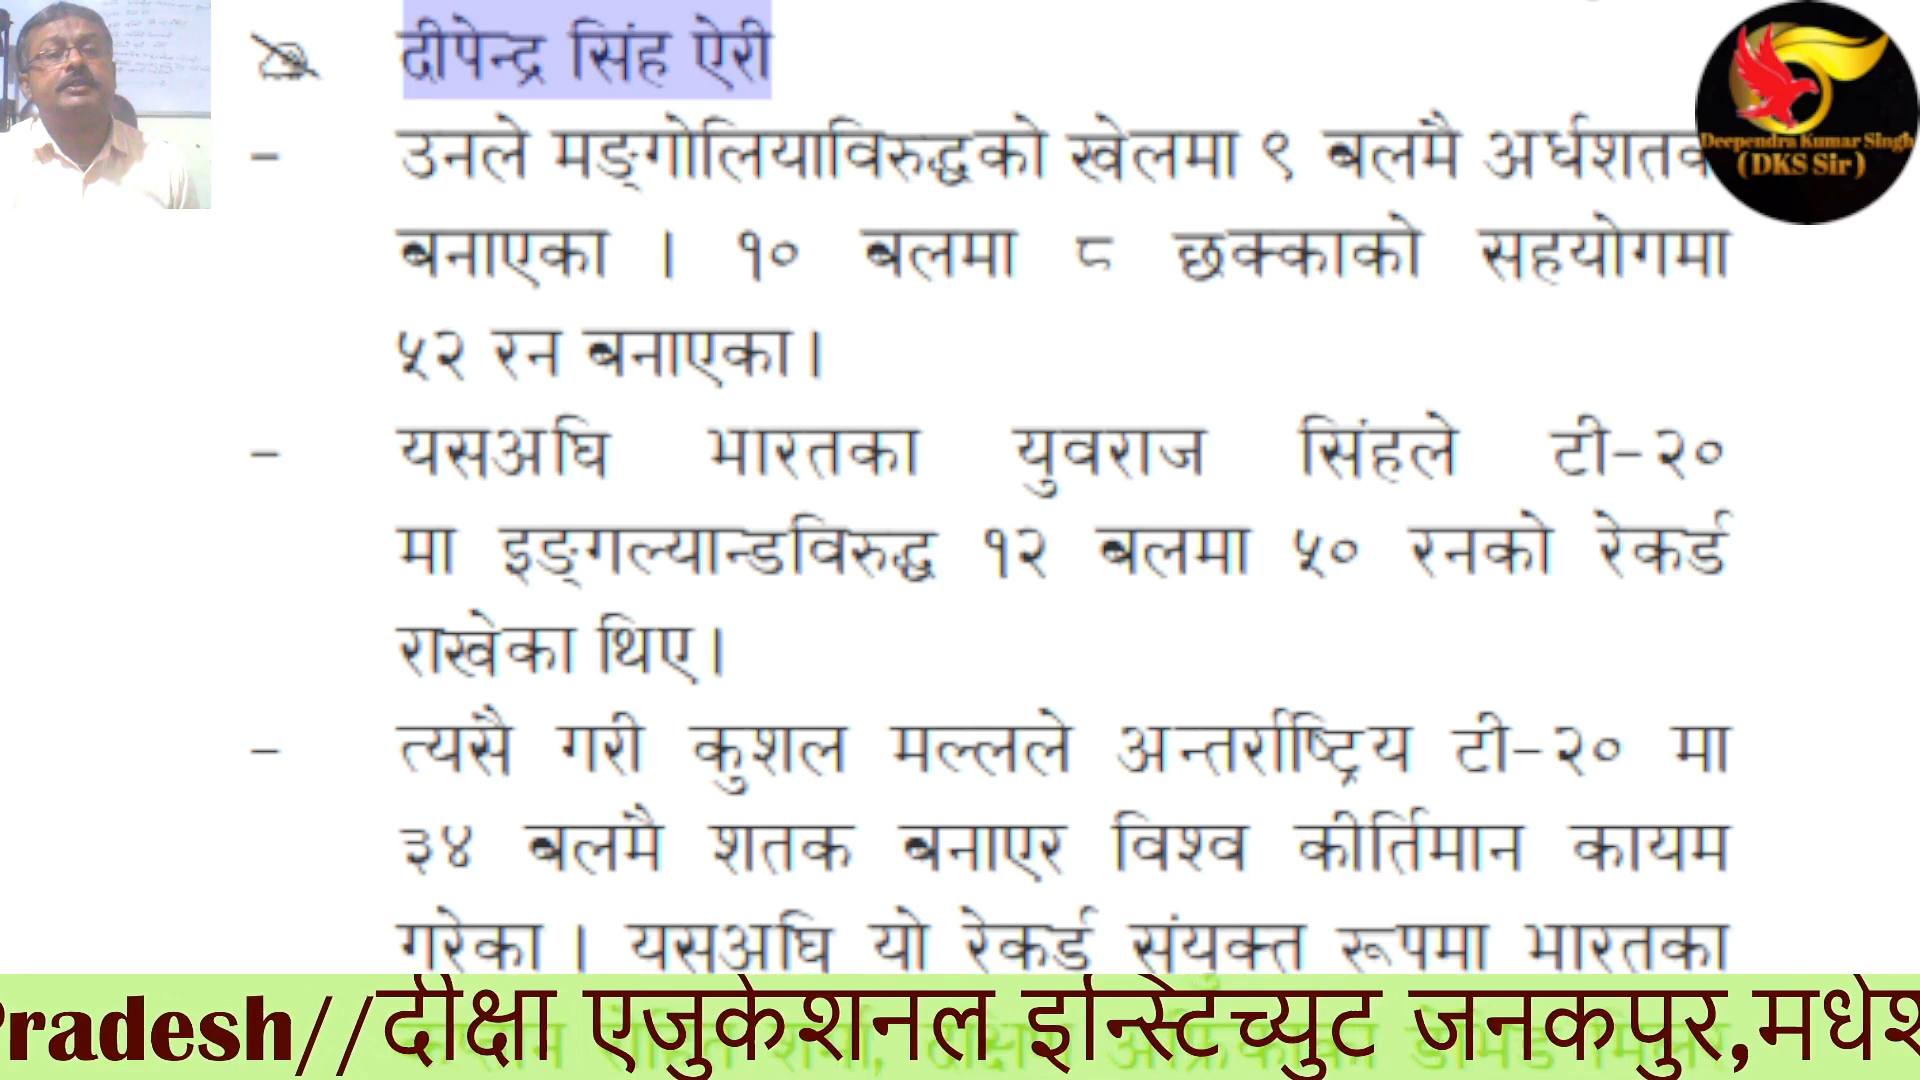 दीपेन्द्र सिंह ऐरी
- उनले मङ्गोलियाविरुद्धको खेलमा ९ बलमै अर्धशतक
बनाएका । १० बलमा ८ छक्काको सहयोगमा
५२ रन बनाएका।
- यसअघि भारतका युवराज सिंहले टी-२०
मा इङ्गल्यान्डविरुद्ध १२ बलमा ५० रनको रेकर्ड
राखेका थिए।
- त्यसै गरी कुशल मल्लले अन्तर्राष्ट्रिय टी-२० मा
३४ बलमै शतक बनाएर विश्व कीर्तिमान कायम
गरेका । यसअघि यो रेकर्ड संयुक्त रूपमा भारतका
Deependra Kumar Singh
(DKS Sir)
Pradesh//दीक्षा एजुकेशनल इन्स्टिच्युट जनकपुर,मधेश